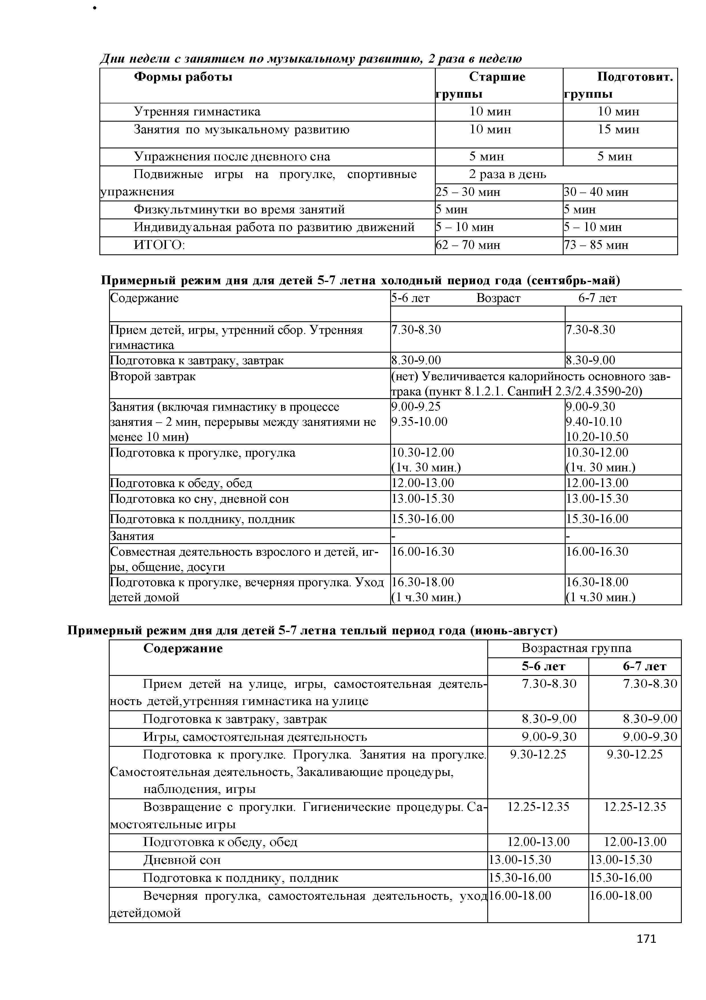 Дни недели с занятием по музыкальному развитию, 2 раза в неделю
Формы работы Старшие группы Подготовит. группы
Утренняя гимнастика 10 мин 10 мин
Занятия по музыкальному развитию 10 мин 15 мин
Упражнения после дневного сна 5 мин 5 мин
Подвижные игры на прогулке, спортивные 2 раза в день
упражнения 25 – 30 мин 30 – 40 мин
Физкультминутки во время занятий 5 мин 5 мин
Индивидуальная работа по развитию движений 5 – 10 мин 5 – 10 мин
ИТОГО: 62 – 70 мин 73 – 85 мин
Примерный режим дня для детей 5-7 летна холодный период года (сентябрь-май)
Содержание 5-6 лет Возраст 6-7 лет
Прием детей, игры, утренний сбор. Утренняя 7.30-8.30 7.30-8.30
гимнастика
Подготовка к завтраку, завтрак 8.30-9.00 8.30-9.00
Второй завтрак (нет) Увеличивается калорийность основного зав-
трака (пункт 8.1.2.1. СанпиН 2.3/2.4.3590-20)
Занятия (включая гимнастику в процессе 9.00-9.25 9.00-9.30
занятия – 2 мин, перерывы между занятиями не 9.35-10.00 9.40-10.10
менее 10 мин) 10.20-10.50
Подготовка к прогулке, прогулка 10.30-12.00 10.30-12.00
(1ч. 30 мин.) (1ч. 30 мин.)
Подготовка к обеду, обед 12.00-13.00 12.00-13.00
Подготовка ко сну, дневной сон 13.00-15.30 13.00-15.30
Подготовка к полднику, полдник 15.30-16.00 15.30-16.00
Занятия - -
Совместная деятельность взрослого и детей, иг- 16.00-16.30 16.00-16.30
ры, общение, досуги
Подготовка к прогулке, вечерняя прогулка. Уход 16.30-18.00 16.30-18.00
детей домой (1 ч.30 мин.) (1 ч.30 мин.)
Примерный режим дня для детей 5-7 летна теплый период года (июнь-август)
Содержание Возрастная группа
5-6 лет 6-7 лет
Прием детей на улице, игры, самостоятельная деятель- 7.30-8.30 7.30-8.30
ность детей,утренняя гимнастика на улице
Подготовка к завтраку, завтрак 8.30-9.00 8.30-9.00
Игры, самостоятельная деятельность 9.00-9.30 9.00-9.30
Подготовка к прогулке. Прогулка. Занятия на прогулке. 9.30-12.25 9.30-12.25
Самостоятельная деятельность, Закаливающие процедуры,
наблюдения, игры
Возвращение с прогулки. Гигиенические процедуры. Са- 12.25-12.35 12.25-12.35
мостоятельные игры
Подготовка к обеду, обед 12.00-13.00 12.00-13.00
Дневной сон 13.00-15.30 13.00-15.30
Подготовка к полднику, полдник 15.30-16.00 15.30-16.00
Вечерняя прогулка, самостоятельная деятельность, уход 16.00-18.00 16.00-18.00
детейдомой
171